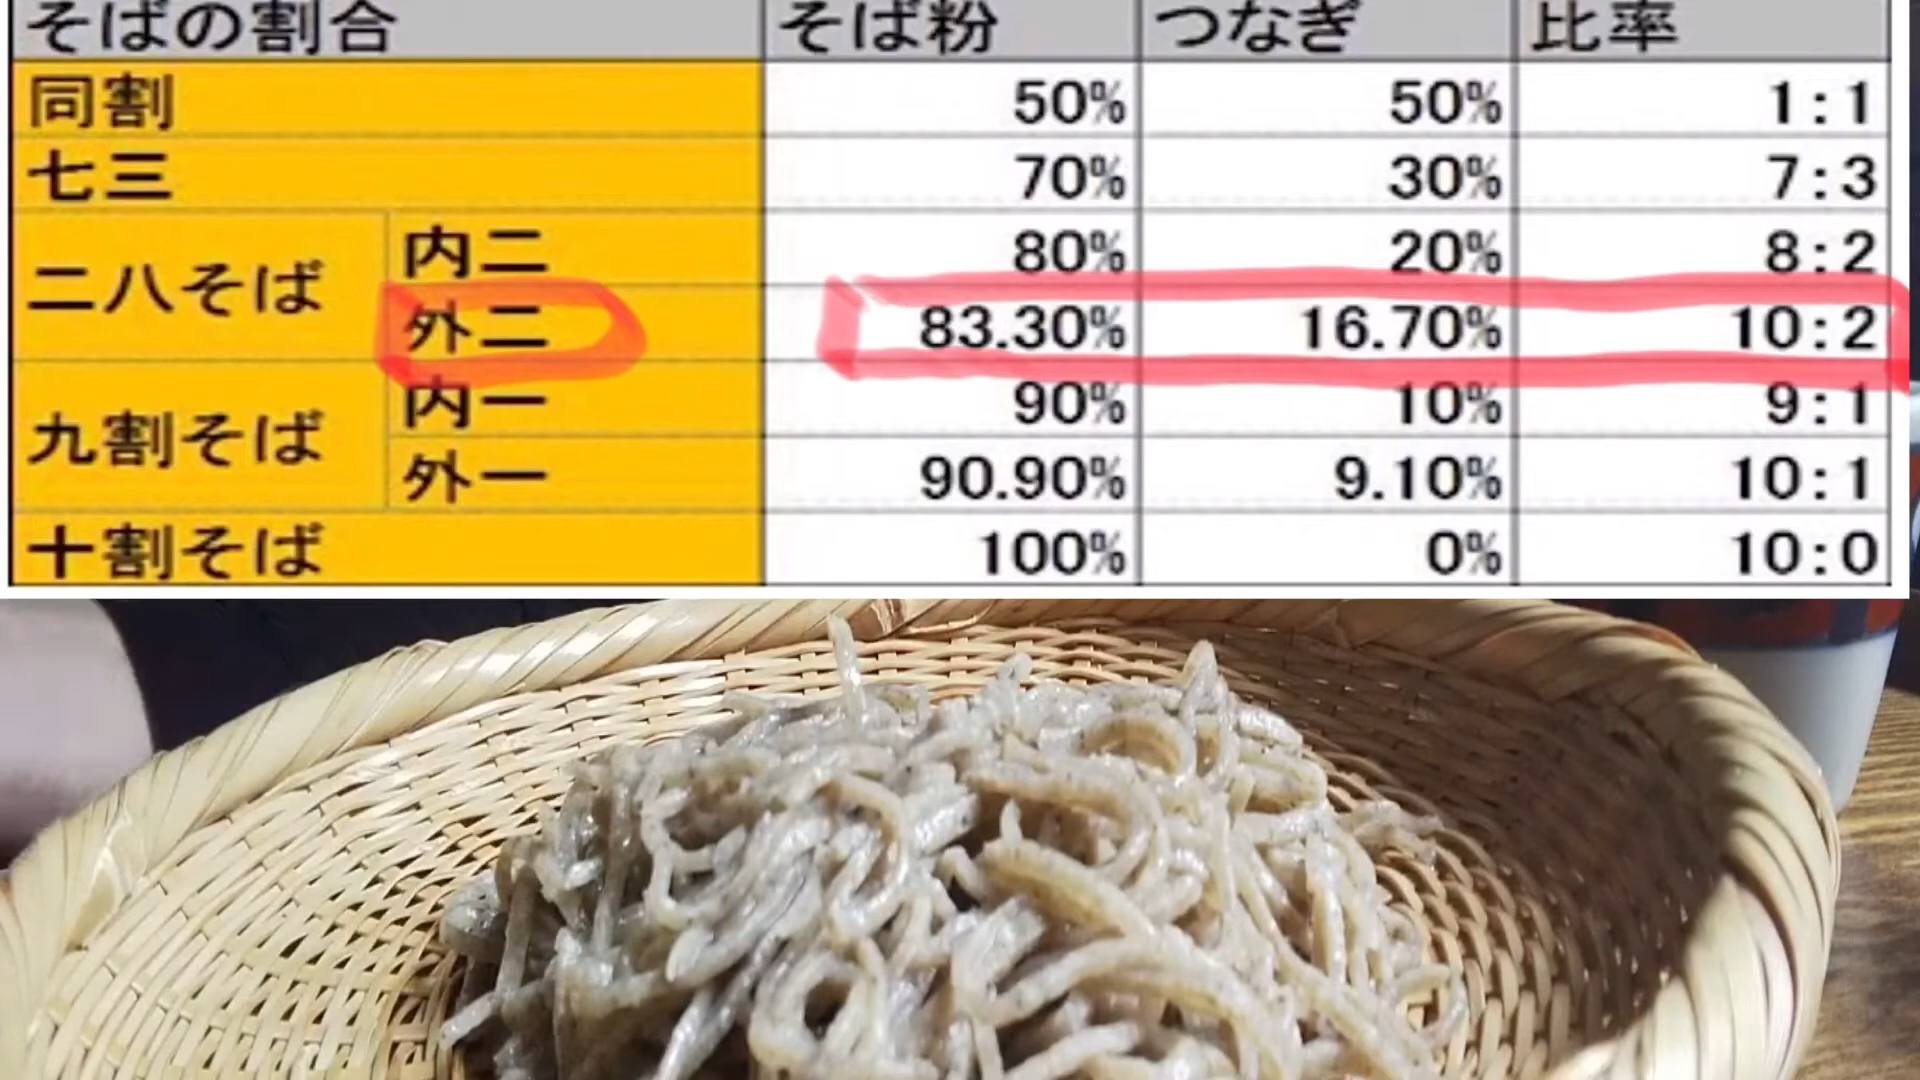 そばの割合 そば粉 つなぎ 比率
同割 50% 50% 1:1
七三 70% 30% 7:3
二八そば 内二 80% 20% 8:2
外二 83.30% 16.70% 10:2
九割そば 内一 90% 10% 9:1
外一 90.90% 9.10% 10:1
十割そば 100% 0% 10:0